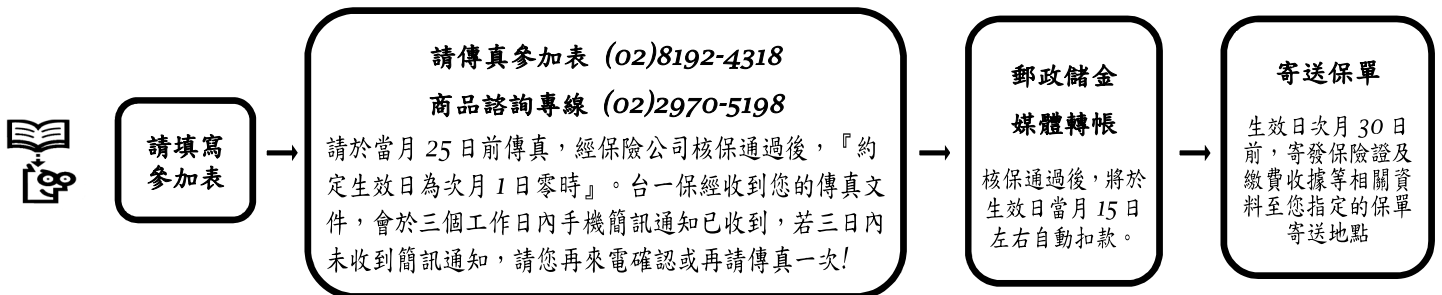 請填寫
參加表
請傳真參加表 (02)8192-4318
商品諮詢專線 (02)2970-5198
請於當月 25 日前傳真，經保險公司核保通過後，『約
定生效日為次月 1 日零時』。台一保經收到您的傳真文
件，會於三個工作日內手機簡訊通知已收到，若三日內
未收到簡訊通知，請您再來電確認或再請傳真一次!
郵政儲金
媒體轉帳
核保通過後，將於
生效日當月 15 日
左右自動扣款。
寄送保單
生效日次月 30 日
前，寄發保險證及
繳費收據等相關資
料至您指定的保單
寄送地點